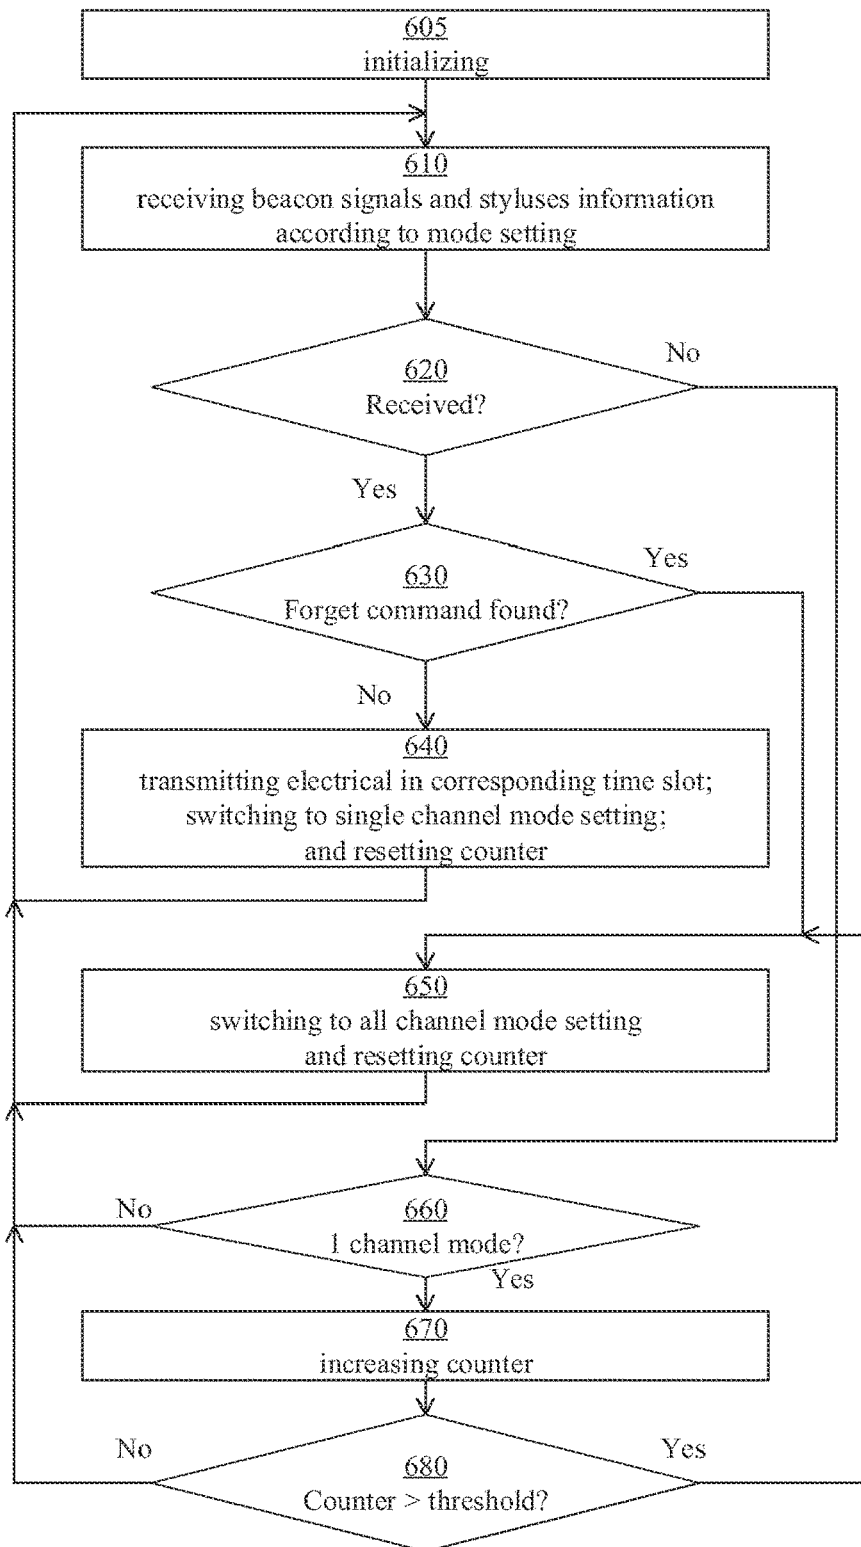 605
initializing
610
receiving beacon signals and styluses information
according to mode setting
620
Received?
No
Yes
630
Forget command found?
Yes
No
640
transmitting electrical in corresponding time slot;
switching to single channel mode setting;
and resetting counter
650
switching to all channel mode setting
and resetting counter
No
660
1 channel mode?
Yes
670
increasing counter
No
680
Counter > threshold?
Yes